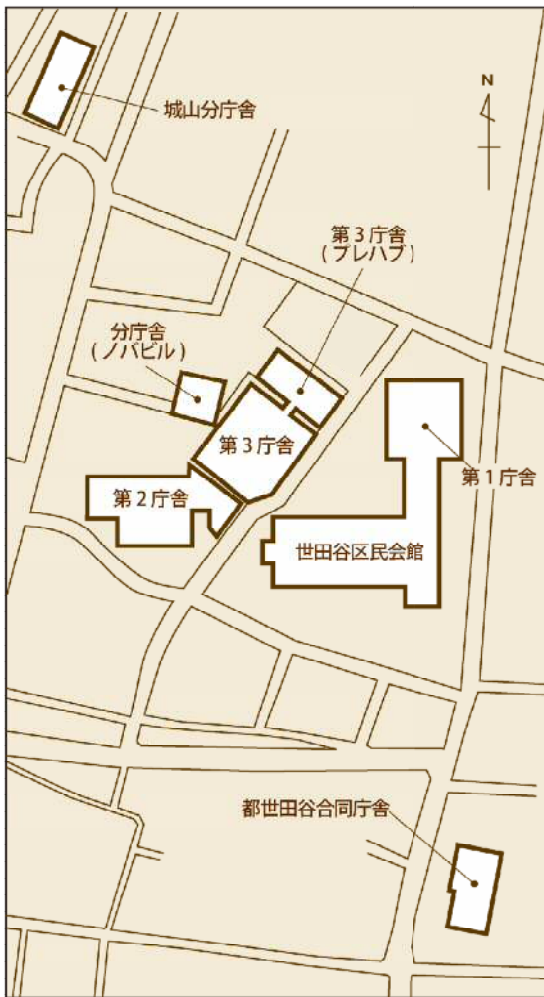 城山分庁舎
N
第3庁舎
(プレハブ)
分庁舎
(ノバビル)
第3庁舎
第1庁舎
第2庁舎
世田谷区民会館
都世田谷合同庁舎